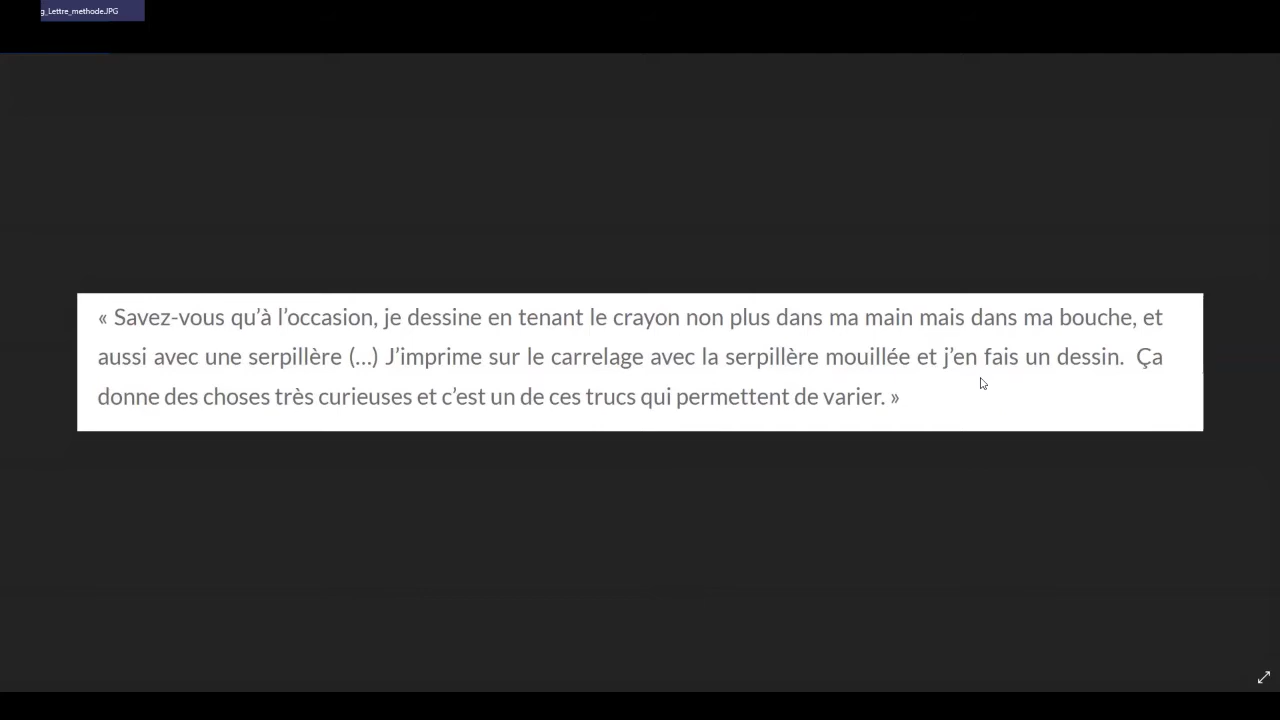 g_Lettre_methode.JPG
« Savez-vous qu’à l’occasion, je dessine en tenant le crayon non plus dans ma main mais dans ma bouche, et
aussi avec une serpillère (...) J’imprime sur le carrelage avec la serpillère mouillée et j’en fais un dessin.  Ça
donne des choses très curieuses et c’est un de ces trucs qui permettent de varier. »